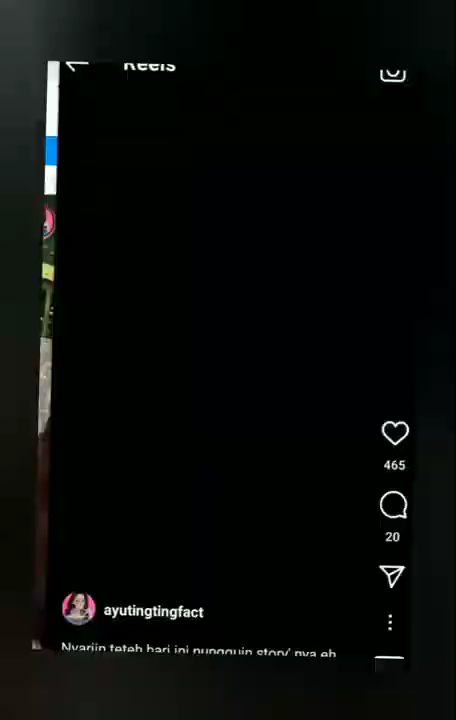 Reels
465
20
ayutingtingfact
Nyariin teteh hari ini nungguin story' nya eh